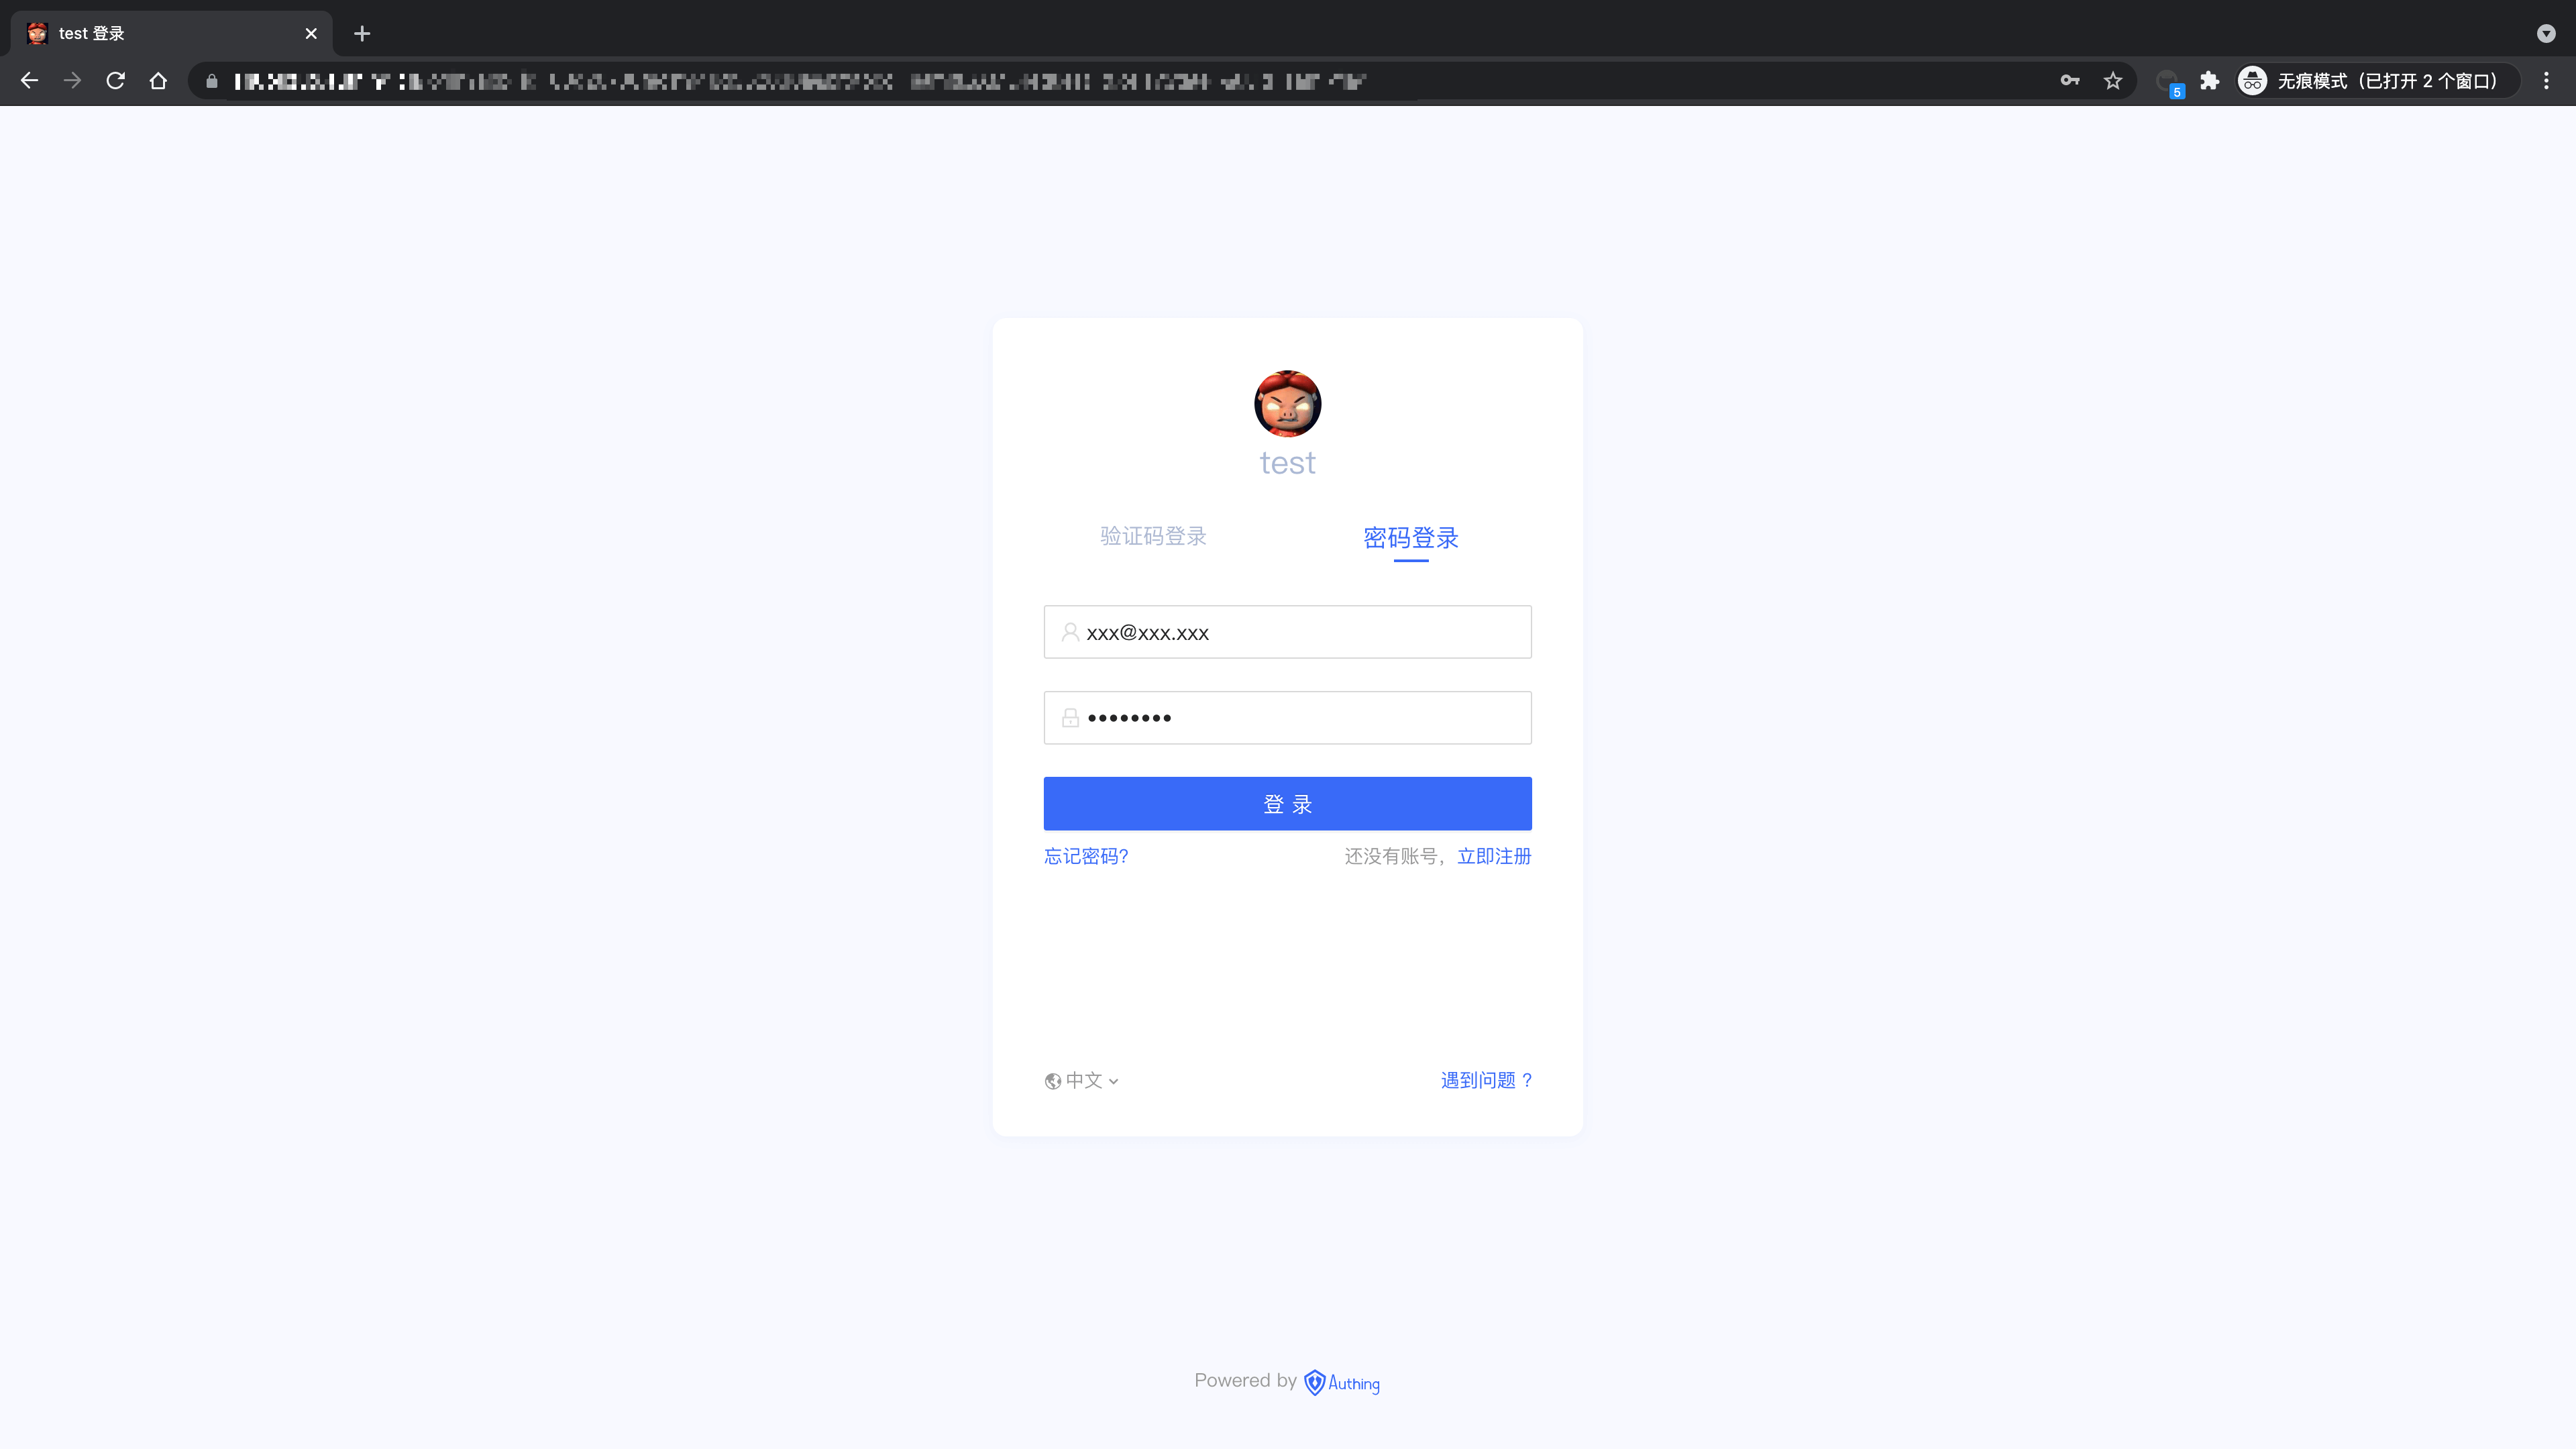 test 登录
5
无痕模式（已打开 2 个窗口）
test
验证码登录
密码登录
xxx@xxx.xxx
登 录
忘记密码?
还没有账号，立即注册
中文
遇到问题 ?
Powered by Authing